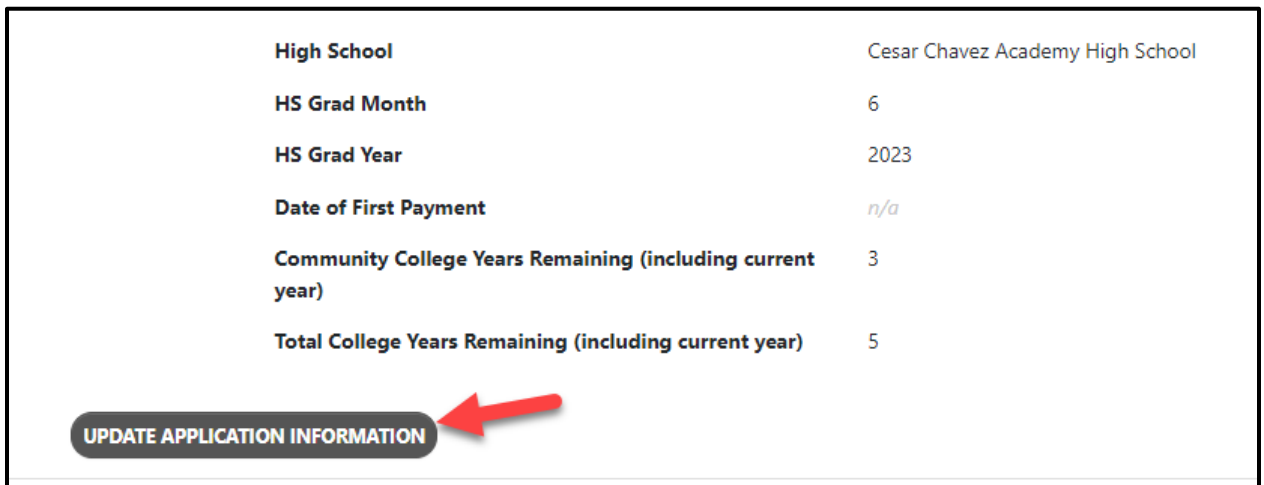 High School Cesar Chavez Academy High School
HS Grad Month 6
HS Grad Year 2023
Date of First Payment n/a
Community College Years Remaining (including current 3
year)
Total College Years Remaining (including current year) 5
UPDATE APPLICATION INFORMATION